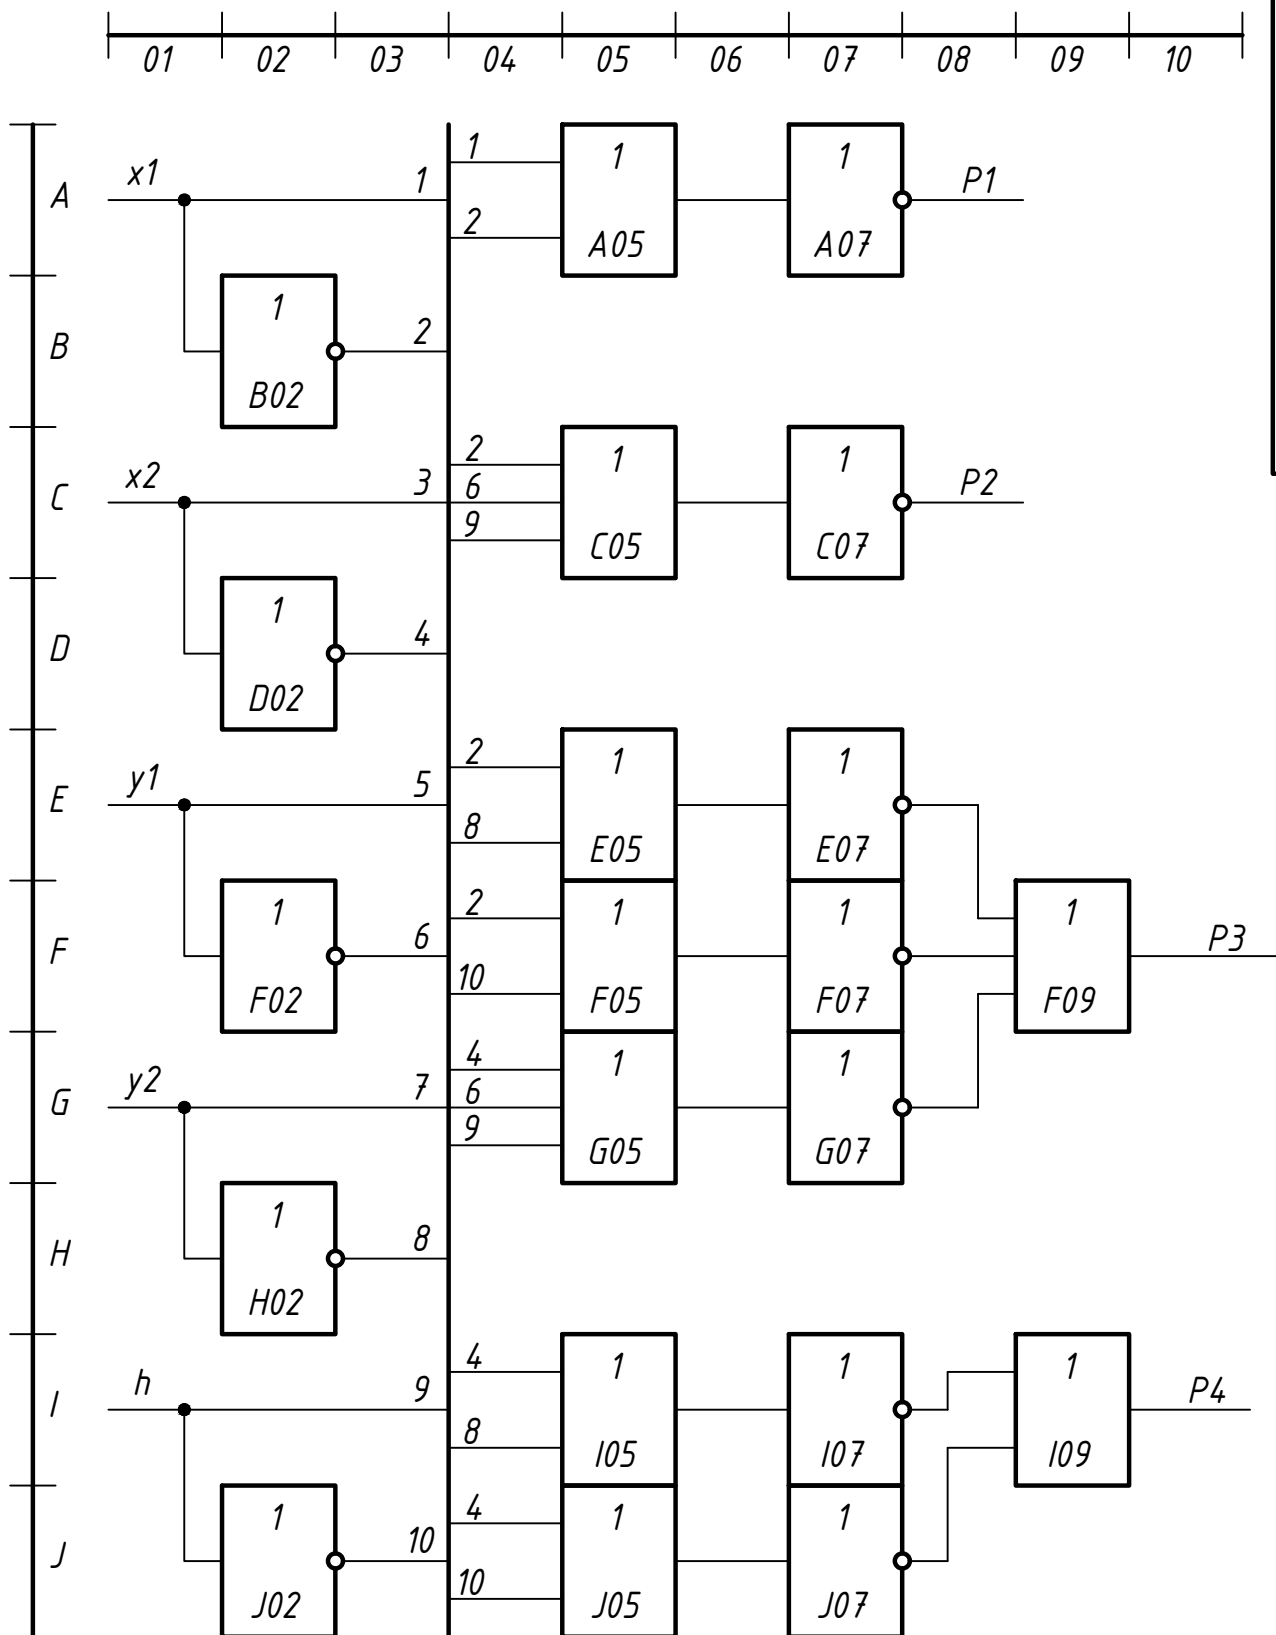 01 02 03 04 05 06 07 08 09 10
1 1 1
A x1 1 P1
2 A05 A07
1
B 2
B02
2 1 1
C x2 3 6 P2
9 C05 C07
1
D 4
D02
2 1 1
E y1 5
8 E05 E07
1 2 1 1 1
F 6 P3
F02 10 F05 F07 F09
4 1 1
G y2 7 6
9 G05 G07
1
H 8
H02
4 1 1 1
I h 9 P4
8 I05 I07 I09
1 4 1 1
J 10
J02 10 J05 J07